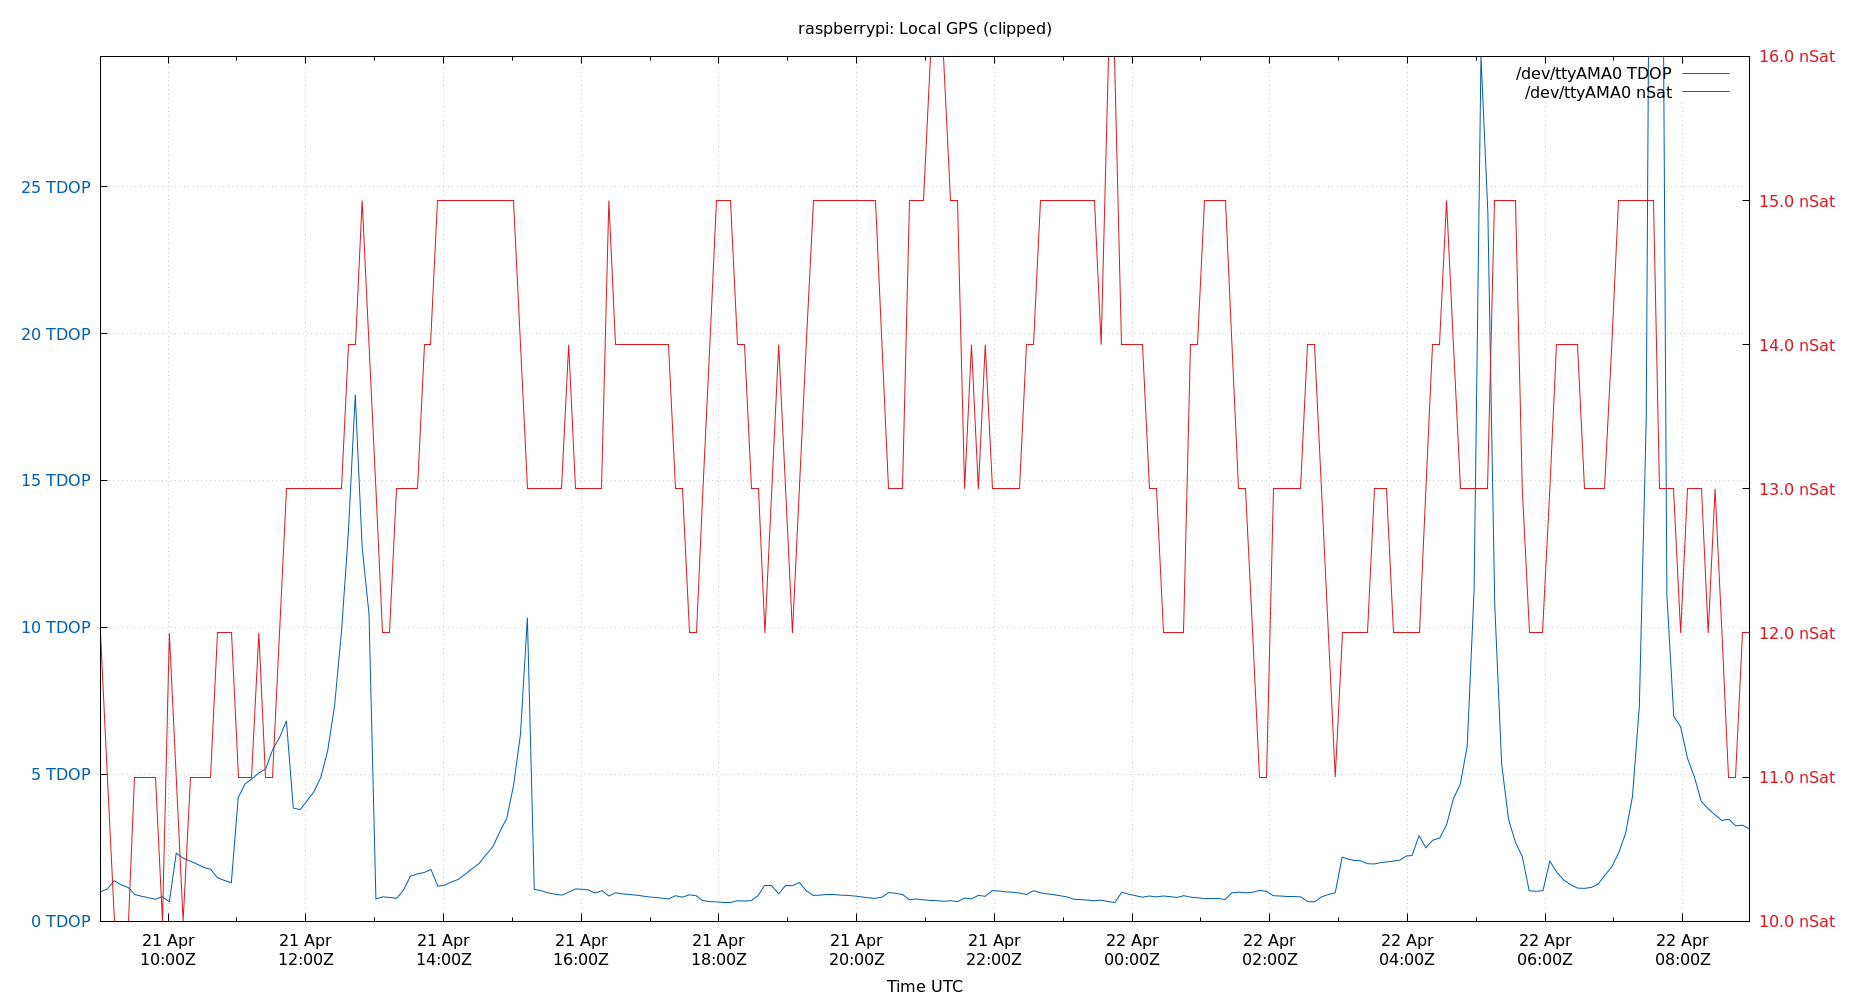 raspberrypi: Local GPS (clipped)
16.0 nSat
/dev/ttyAMA0 TDOP
/dev/ttyAMA0 nSat
25 TDOP
15.0 nSat
20 TDOP
14.0 nSat
15 TDOP
13.0 nSat
10 TDOP
12.0 nSat
5 TDOP
11.0 nSat
0 TDOP
10.0 nSat
21 Apr 21 Apr 21 Apr 21 Apr 21 Apr 21 Apr 21 Apr 22 Apr 22 Apr 22 Apr 22 Apr 22 Apr
10:00Z 12:00Z 14:00Z 16:00Z 18:00Z 20:00Z 22:00Z 00:00Z 02:00Z 04:00Z 06:00Z 08:00Z
Time UTC